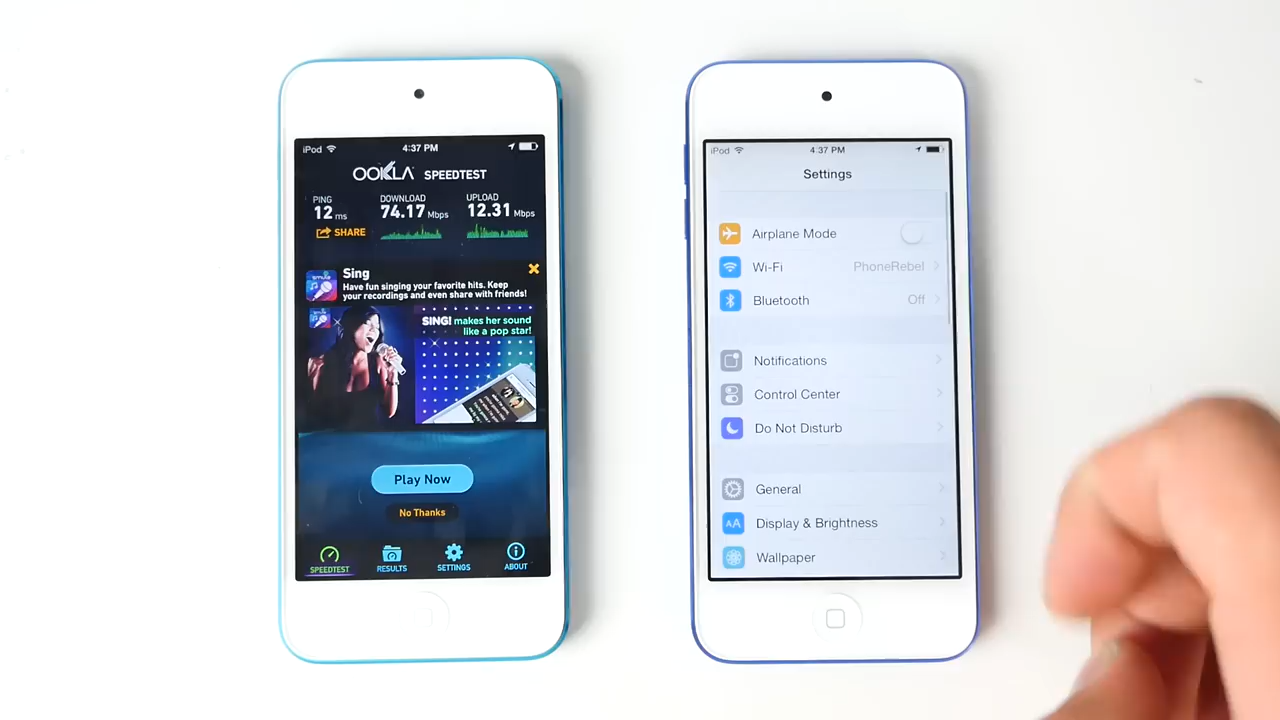 iPod 4:37 PM
OOKLA SPEEDTEST
PING DOWNLOAD UPLOAD
12 ms 74.17 Mbps 12.31 Mbps
SHARE
Sing
Have fun singing your favorite hits. Keep
your recordings and even share with friends!
SING! makes her sound
like a pop star!
Play Now
No Thanks
SPEEDTEST RESULTS SETTINGS ABOUT
iPod 4:37 PM
Settings
Airplane Mode
Wi-Fi PhoneRebel
Bluetooth Off
Notifications
Control Center
Do Not Disturb
General
AA Display & Brightness
Wallpaper